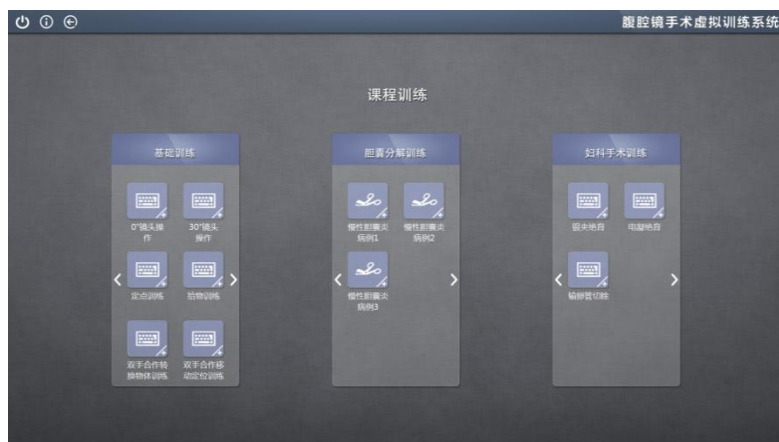 腹腔镜手术虚拟训练系统
课程训练
基础训练
0°镜头操
作
30°镜头
操作
定点训练
拾物训练
双手合作转
换物体训练
双手合作移
动定位训练
胆囊分解训练
慢性胆囊炎
病例1
慢性胆囊炎
病例2
慢性胆囊炎
病例3
妇科手术训练
银夹绝育
电凝绝育
输卵管切除